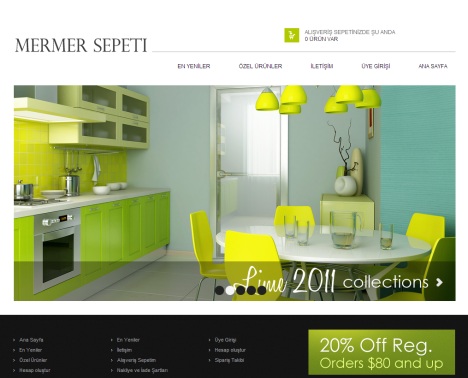 ALIŞVERİŞ SEPETİNİZDE ŞU ANDA
0 ÜRÜN VAR
MERMER SEPETI
EN YENİLER
ÖZEL ÜRÜNLER
İLETİŞİM
ÜYE GİRİŞİ
ANA SAYFA
Lime 2011 collections
Ana Sayfa
En Yeniler
Özel Ürünler
Hesap oluştur
En Yeniler
İletişim
Alışveriş Sepetim
Nakliye ve İade Şartları
Üye Girişi
Hesap oluştur
Sipariş Takibi
20% Off Reg.
Orders $80 and up